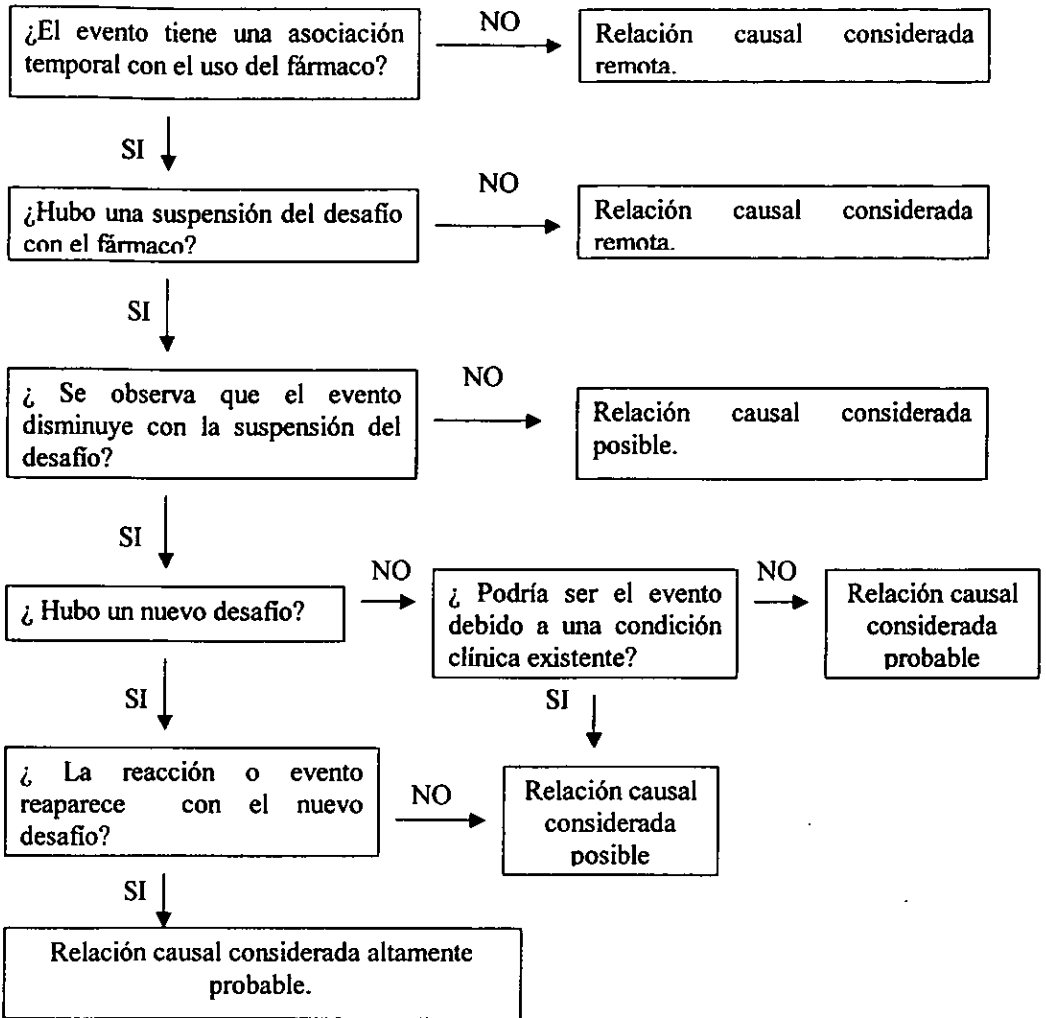 ¿El evento tiene una asociación
temporal con el uso del fármaco?
NO
Relación causal considerada
remota.
SI
¿Hubo una suspensión del desafío
con el fármaco?
NO
Relación causal considerada
remota.
SI
¿ Se observa que el evento
disminuye con la suspensión del
desafío?
NO
Relación causal considerada
posible.
SI
¿ Hubo un nuevo desafío?
NO
¿ Podría ser el evento
debido a una condición
clínica existente?
NO
Relación causal
considerada
probable
SI
SI
¿ La reacción o evento
reaparece con el nuevo
desafío?
NO
Relación causal
considerada
posible
SI
Relación causal considerada altamente
probable.